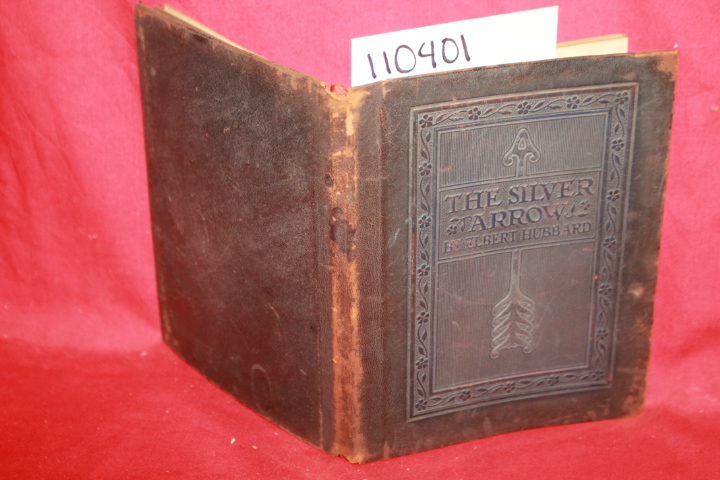 110401
THE SILVER
ARROW
BY ELBERT HUBBARD